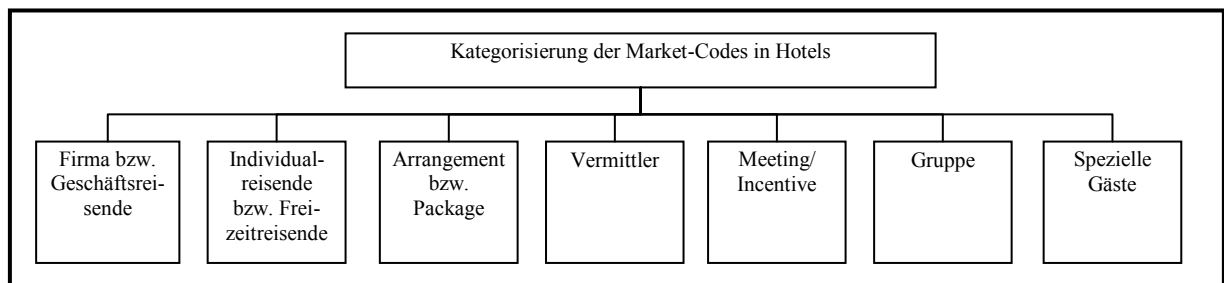 Kategorisierung der Market-Codes in Hotels
Firma bzw.
Geschäftsrei-
sende
Individual-
reisende
bzw. Frei-
zeitreisende
Arrangement
bzw.
Package
Vermittler
Meeting/
Incentive
Gruppe
Spezielle
Gäste